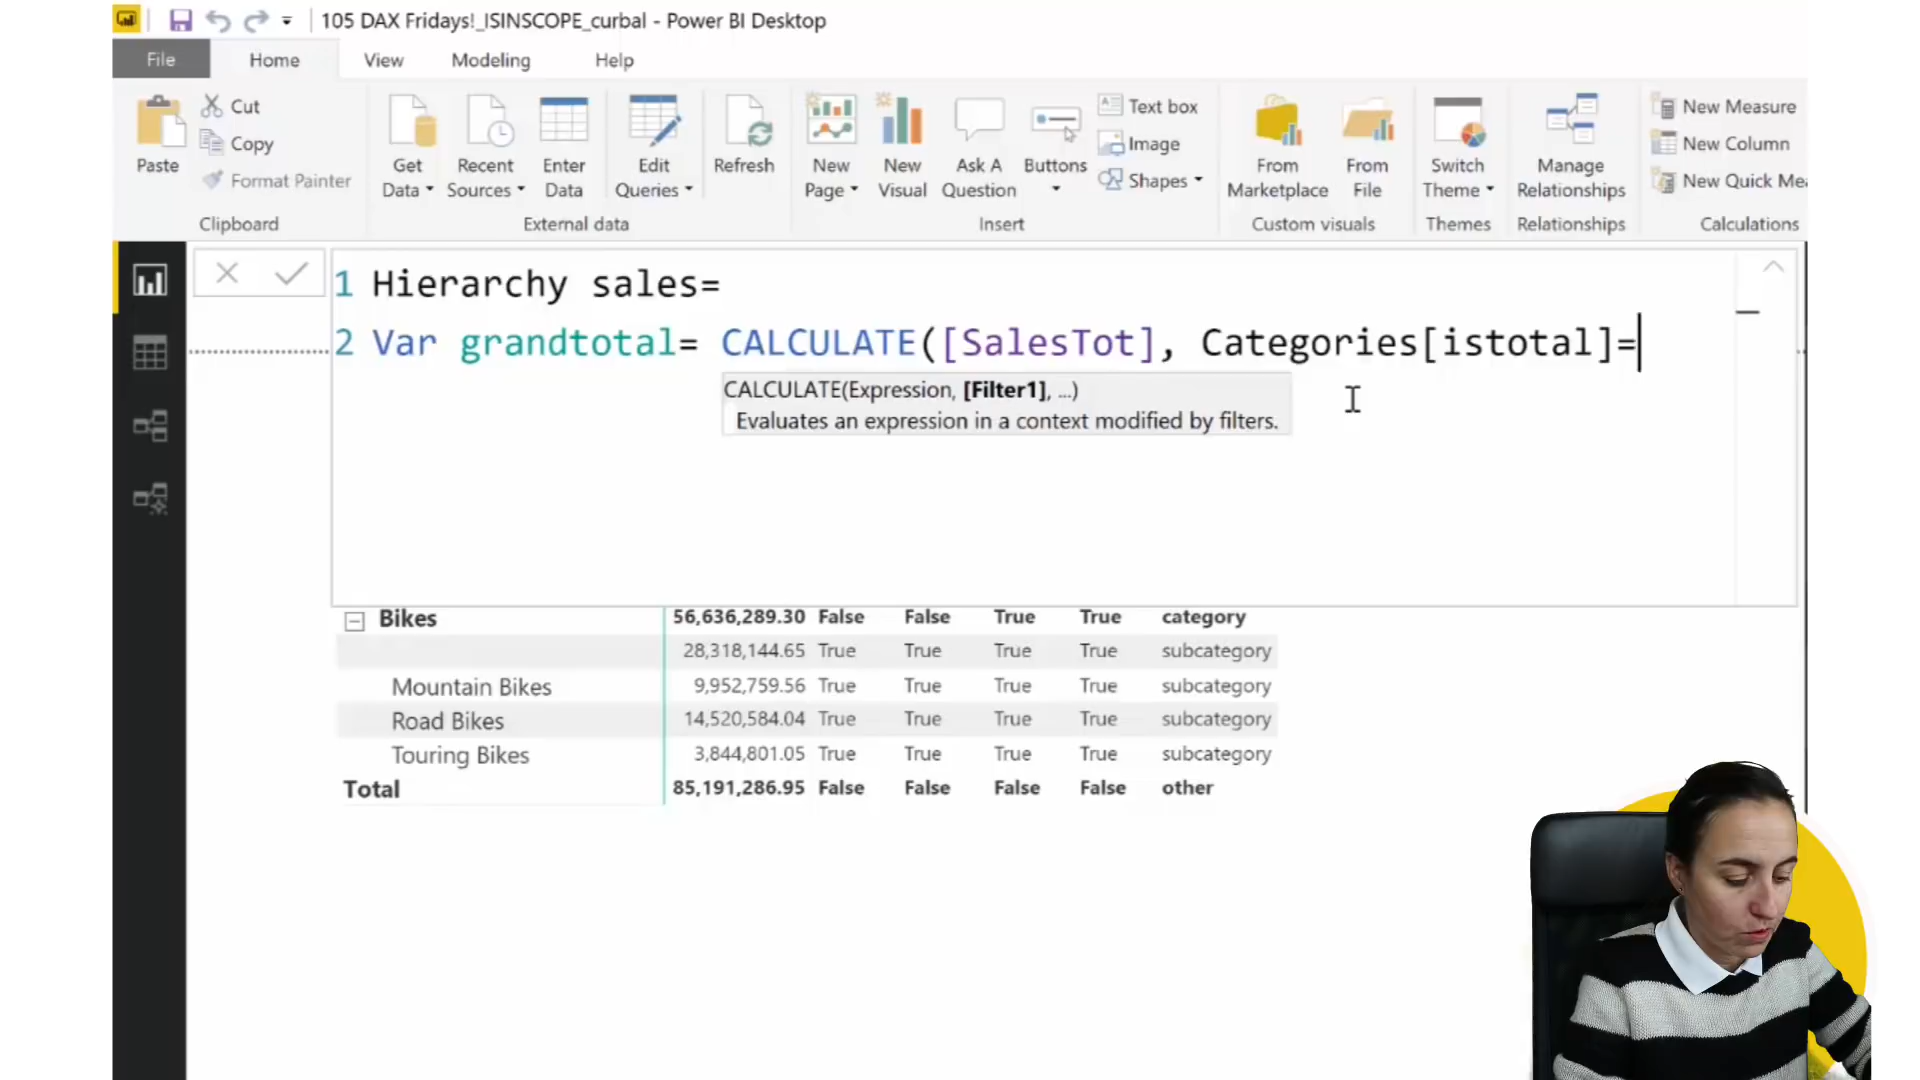 105 DAX Fridays!_ISINSCOPE_curbal - Power BI Desktop
File Home View Modeling Help
Paste
Cut
Copy
Format Painter
Clipboard
Get Data
Recent Sources
Enter Data
Edit Queries
External data
Refresh
New Page
New Visual
Ask A Question
Buttons
Text box
Image
Shapes
Insert
From Marketplace
From File
Custom visuals
Switch Theme
Themes
Manage Relationships
Relationships
New Measure
New Column
New Quick Mea
Calculations
1 Hierarchy sales=
2 Var grandtotal= CALCULATE([SalesTot], Categories[istotal]=
CALCULATE(Expression, [Filter1], ...)
Evaluates an expression in a context modified by filters.
Bikes 56,636,289.30 False False True True category
28,318,144.65 True True True True subcategory
Mountain Bikes 9,952,759.56 True True True True subcategory
Road Bikes 14,520,584.04 True True True True subcategory
Touring Bikes 3,844,801.05 True True True True subcategory
Total 85,191,286.95 False False False False other